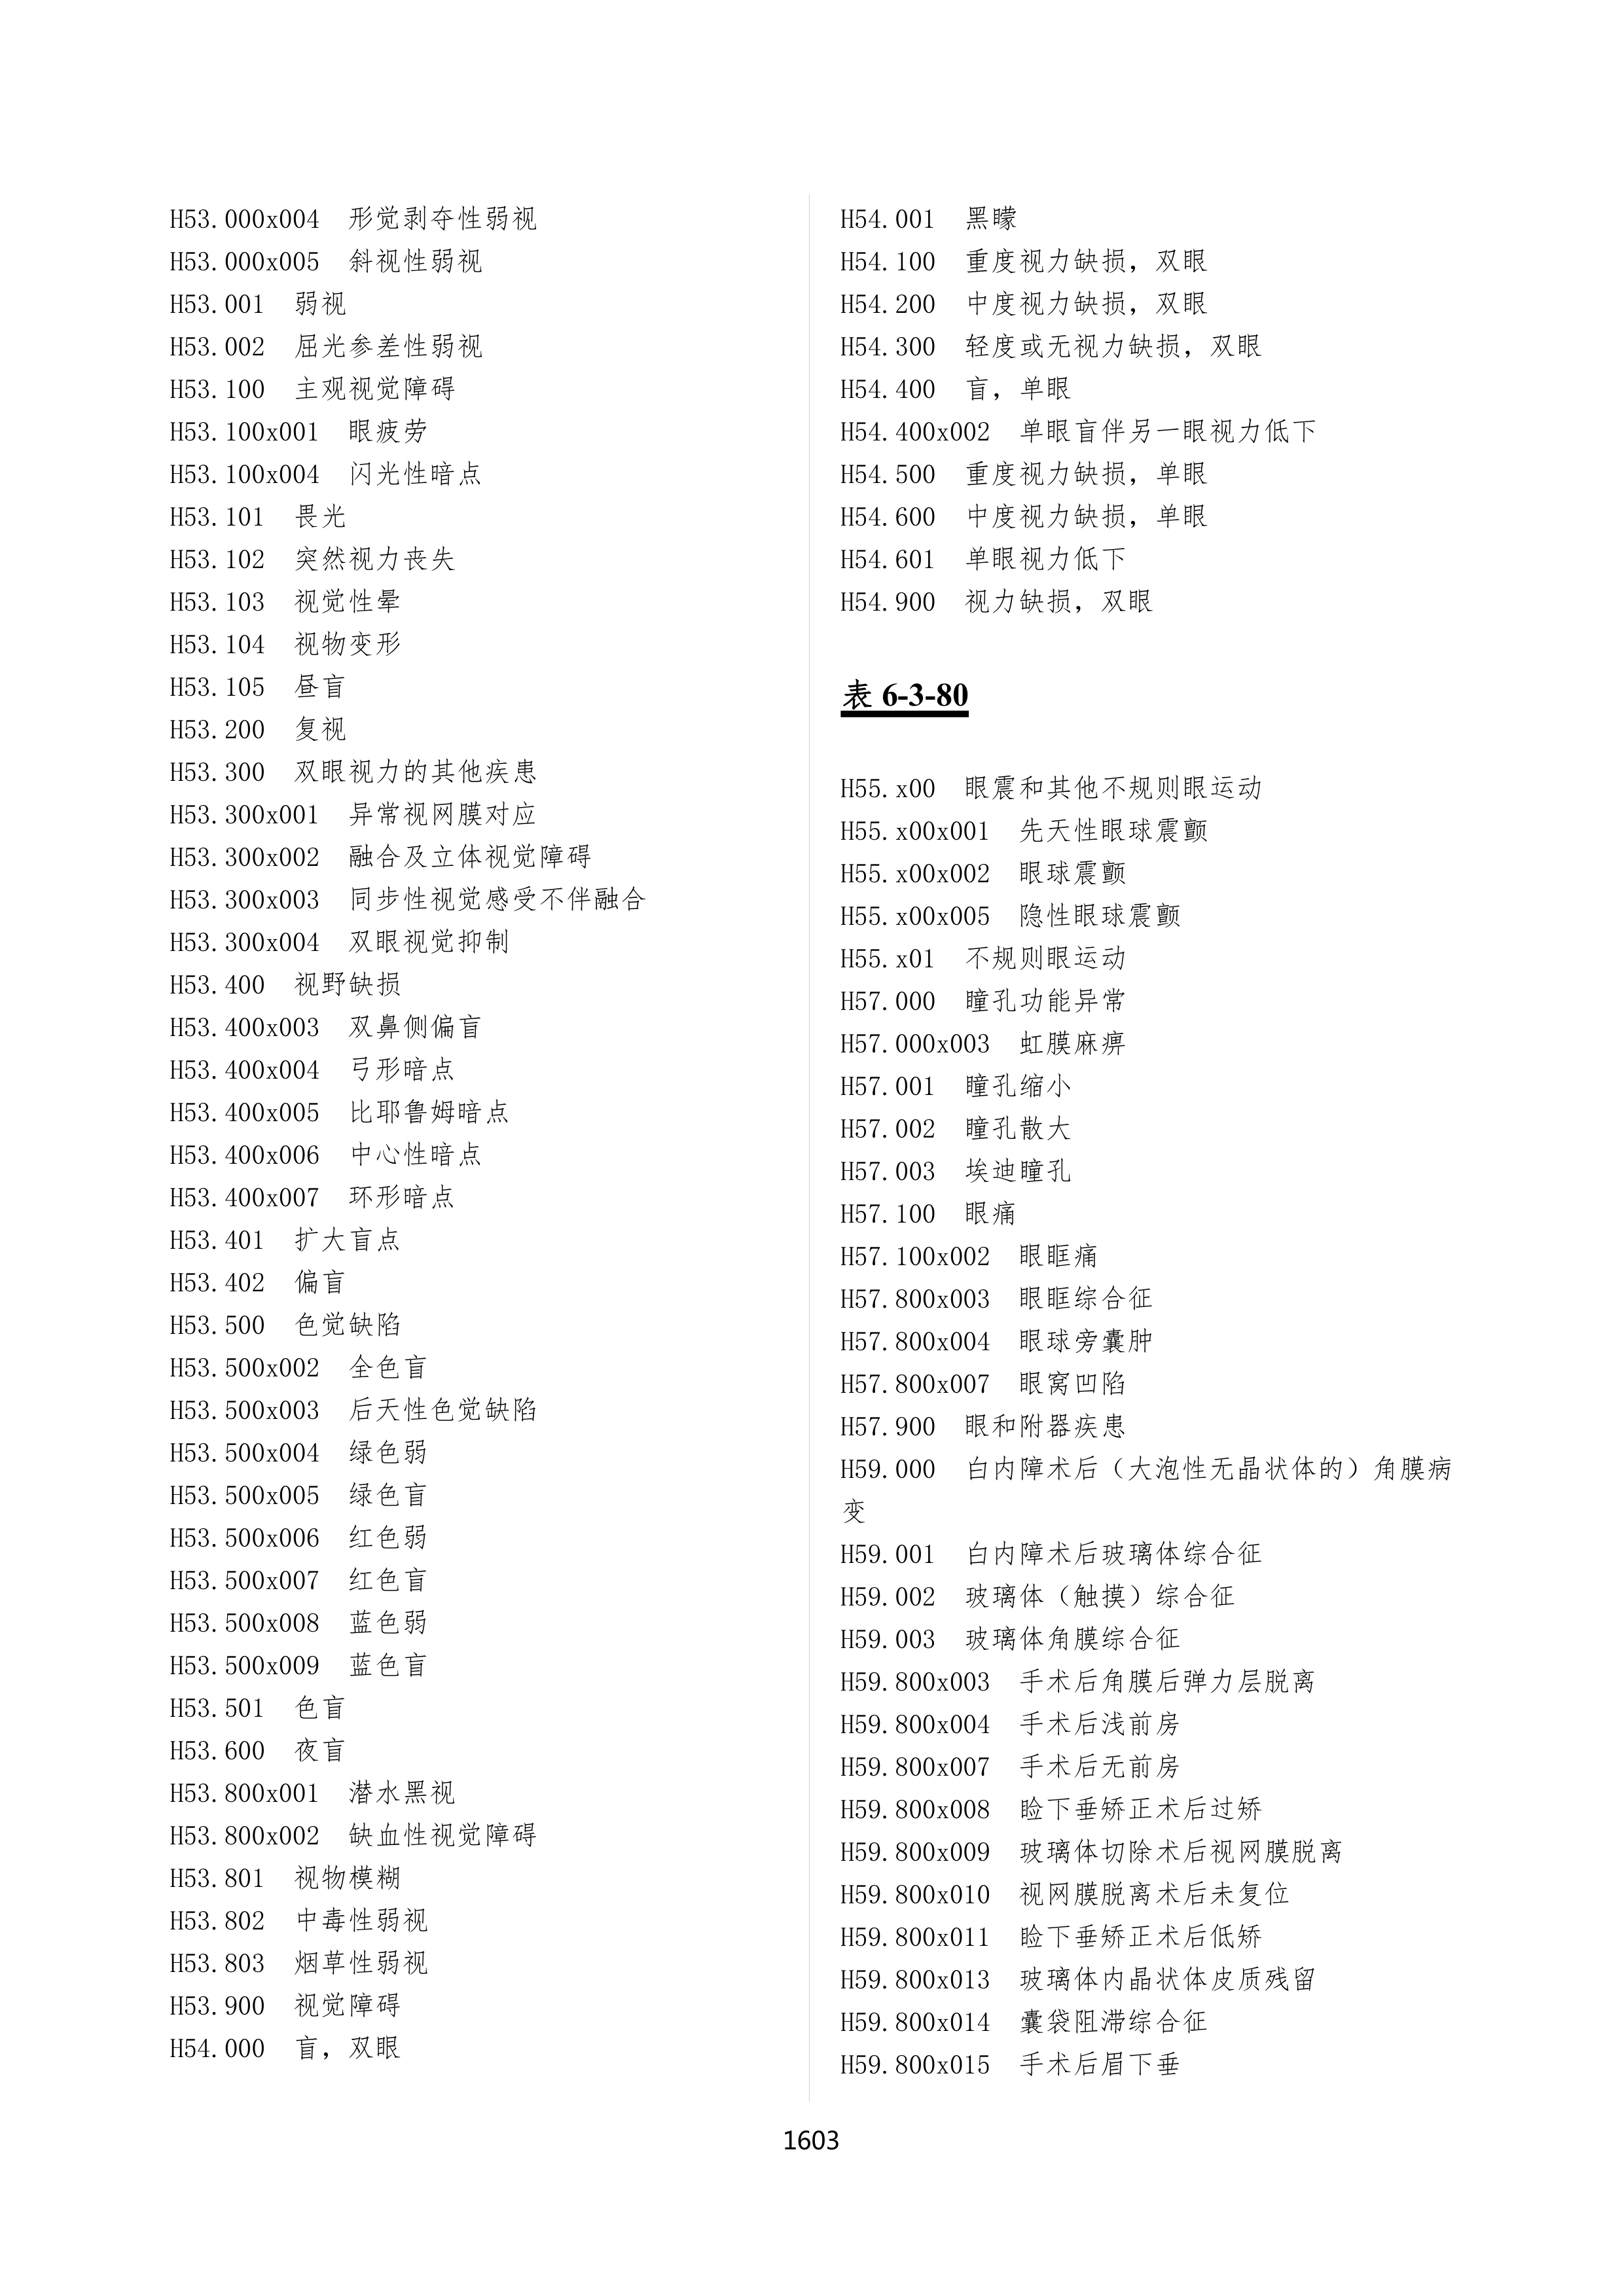 H53.000x004 形觉剥夺性弱视
H53.000x005 斜视性弱视
H53.001 弱视
H53.002 屈光参差性弱视
H53.100 主观视觉障碍
H53.100x001 眼疲劳
H53.100x004 闪光性暗点
H53.101 畏光
H53.102 突然视力丧失
H53.103 视觉性晕
H53.104 视物变形
H53.105 昼盲
H53.200 复视
H53.300 双眼视力的其他疾患
H53.300x001 异常视网膜对应
H53.300x002 融合及立体视觉障碍
H53.300x003 同步性视觉感受不伴融合
H53.300x004 双眼视觉抑制
H53.400 视野缺损
H53.400x003 双鼻侧偏盲
H53.400x004 弓形暗点
H53.400x005 比耶鲁姆暗点
H53.400x006 中心性暗点
H53.400x007 环形暗点
H53.401 扩大盲点
H53.402 偏盲
H53.500 色觉缺陷
H53.500x002 全色盲
H53.500x003 后天性色觉缺陷
H53.500x004 绿色弱
H53.500x005 绿色盲
H53.500x006 红色弱
H53.500x007 红色盲
H53.500x008 蓝色弱
H53.500x009 蓝色盲
H53.501 色盲
H53.600 夜盲
H53.800x001 潜水黑视
H53.800x002 缺血性视觉障碍
H53.801 视物模糊
H53.802 中毒性弱视
H53.803 烟草性弱视
H53.900 视觉障碍
H54.000 盲，双眼
H54.001 黑矇
H54.100 重度视力缺损，双眼
H54.200 中度视力缺损，双眼
H54.300 轻度或无视力缺损，双眼
H54.400 盲，单眼
H54.400x002 单眼盲伴另一眼视力低下
H54.500 重度视力缺损，单眼
H54.600 中度视力缺损，单眼
H54.601 单眼视力低下
H54.900 视力缺损，双眼
表 6-3-80
H55.x00 眼震和其他不规则眼运动
H55.x00x001 先天性眼球震颤
H55.x00x002 眼球震颤
H55.x00x005 隐性眼球震颤
H55.x01 不规则眼运动
H57.000 瞳孔功能异常
H57.000x003 虹膜麻痹
H57.001 瞳孔缩小
H57.002 瞳孔散大
H57.003 埃迪瞳孔
H57.100 眼痛
H57.100x002 眼眶痛
H57.800x003 眼眶综合征
H57.800x004 眼球旁囊肿
H57.800x007 眼窝凹陷
H57.900 眼和附器疾患
H59.000 白内障术后（大泡性无晶状体的）角膜病
变
H59.001 白内障术后玻璃体综合征
H59.002 玻璃体（触摸）综合征
H59.003 玻璃体角膜综合征
H59.800x003 手术后角膜后弹力层脱离
H59.800x004 手术后浅前房
H59.800x007 手术后无前房
H59.800x008 睑下垂矫正术后过矫
H59.800x009 玻璃体切除术后视网膜脱离
H59.800x010 视网膜脱离术后未复位
H59.800x011 睑下垂矫正术后低矫
H59.800x013 玻璃体内晶状体皮质残留
H59.800x014 囊袋阻滞综合征
H59.800x015 手术后眉下垂
1603